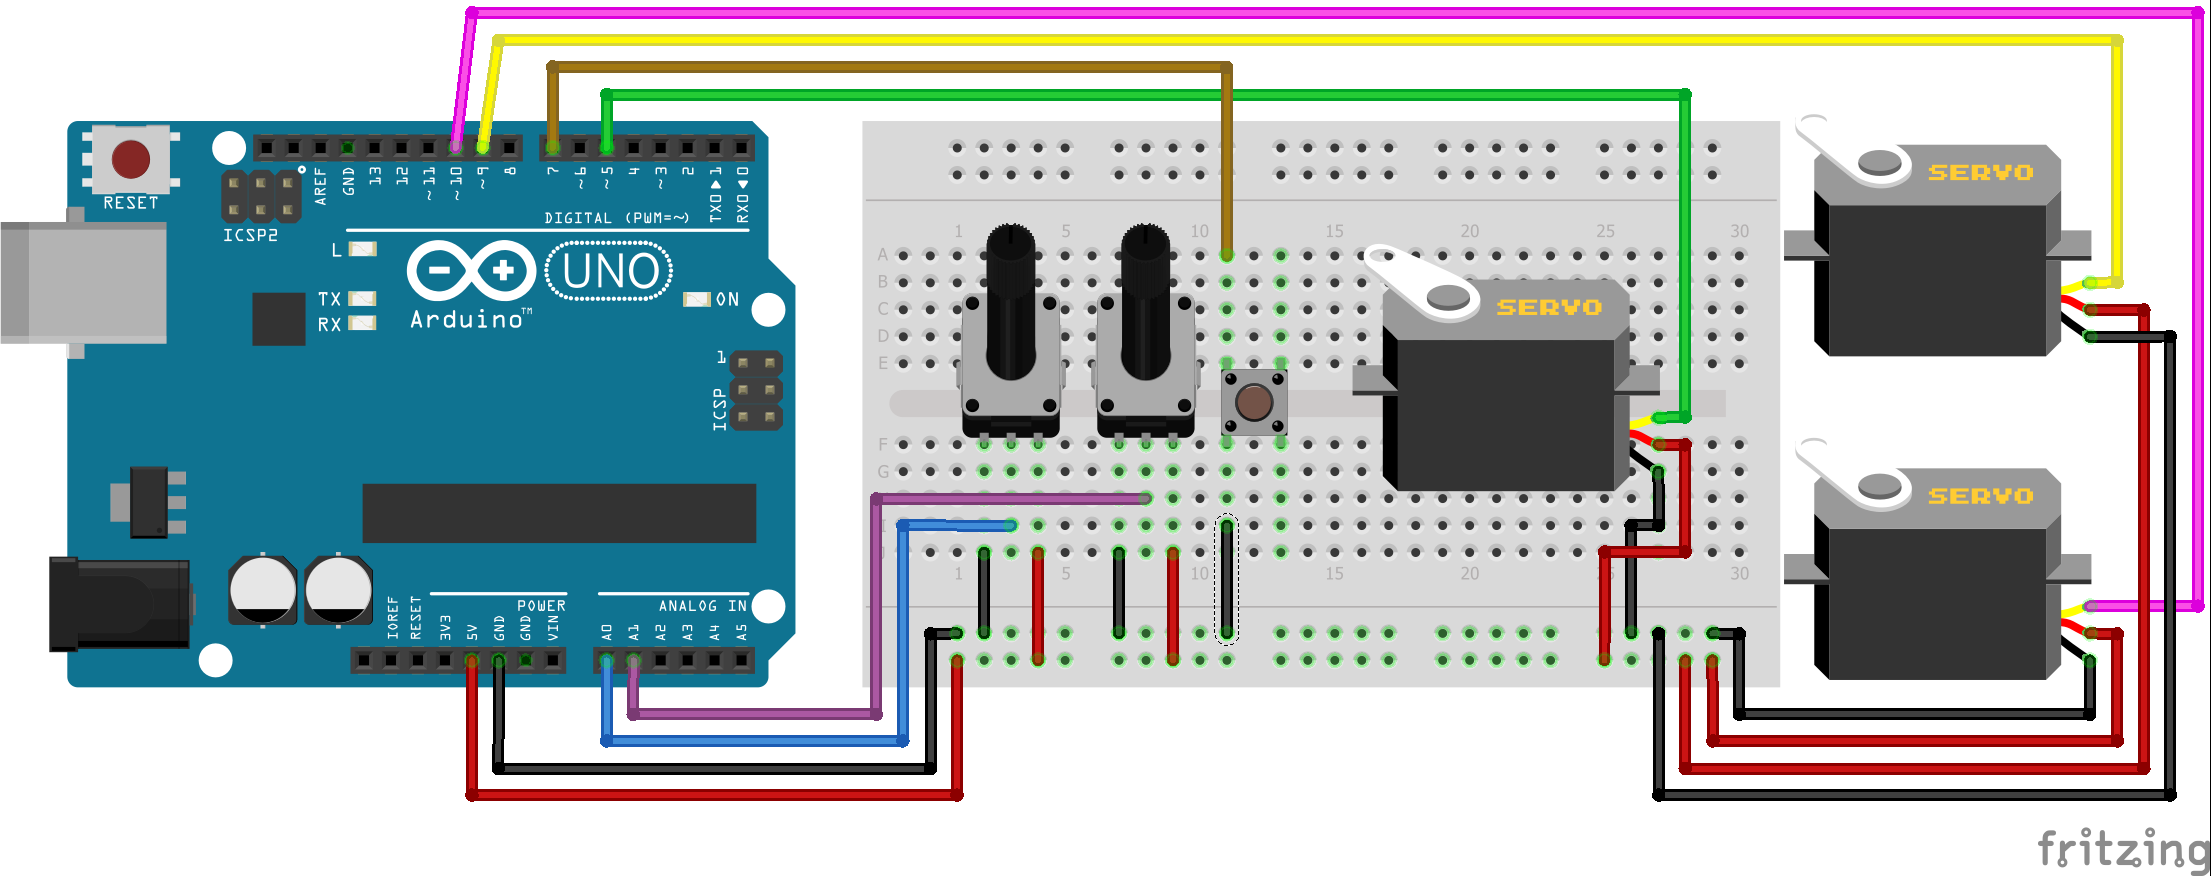 RESET
ICSP2
AREF
GND
13
12
~11
~10
~9
8
7
~6
~5
4
~3
2
TX0▶1
RX0◀0
DIGITAL (PWM=~)
L
TX
RX
UNO
Arduino™
ON
1
ICSP
IOREF
RESET
3V3
5V
GND
GND
VIN
POWER
ANALOG IN
A0
A1
A2
A3
A4
A5
1 5 10 15 20 25 30
A
B
C
D
E
F
G
I
1 5 10 15 20 30
SERVO
SERVO
SERVO
fritzing